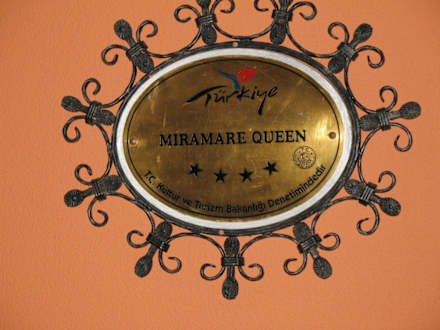 Türkiye
MIRAMARE QUEEN
T.C. Kültür ve Turizm Bakanlığı Denetimindedir